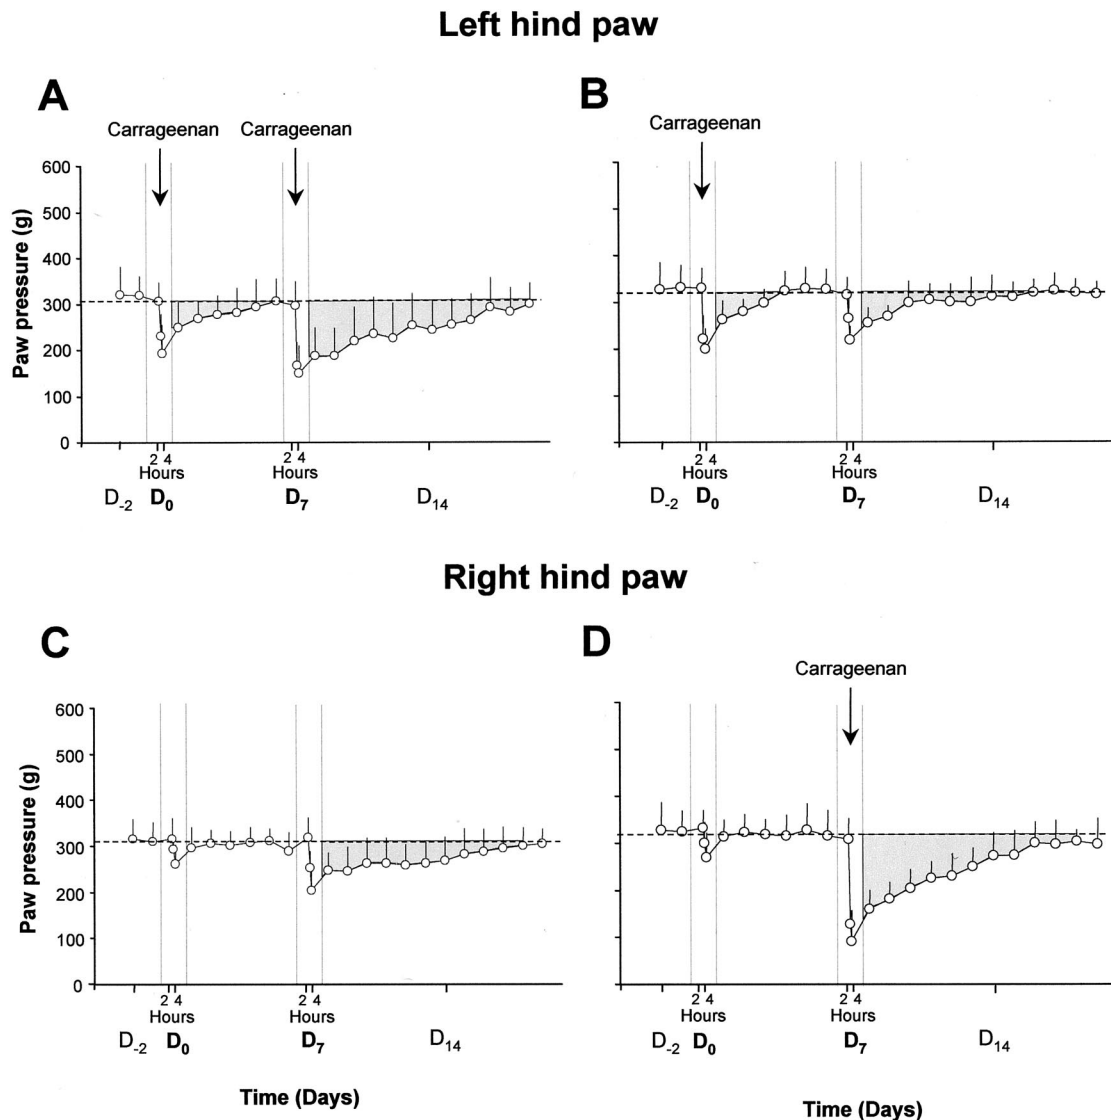 Left hind paw
A
B
Carrageenan Carrageenan
Carrageenan
Paw pressure (g)
600
500
400
300
200
100
0
2 4
Hours
2 4
Hours
D-2 D0 D7 D14
2 4
Hours
2 4
Hours
D-2 D0 D7 D14
Right hind paw
C
D
Carrageenan
Paw pressure (g)
600
500
400
300
200
100
0
2 4
Hours
2 4
Hours
D-2 D0 D7 D14
2 4
Hours
2 4
Hours
D-2 D0 D7 D14
Time (Days)
Time (Days)